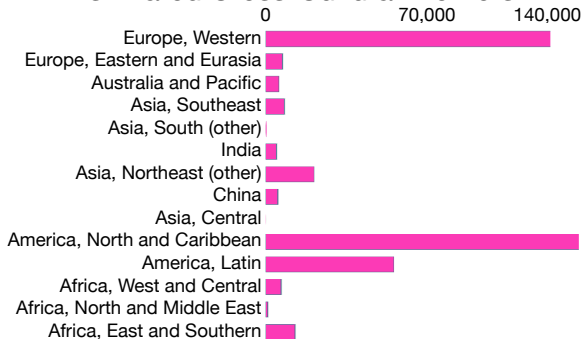 0 70,000 140,000
Europe, Western
Europe, Eastern and Eurasia
Australia and Pacific
Asia, Southeast
Asia, South (other)
India
Asia, Northeast (other)
China
Asia, Central
America, North and Caribbean
America, Latin
Africa, West and Central
Africa, North and Middle East
Africa, East and Southern